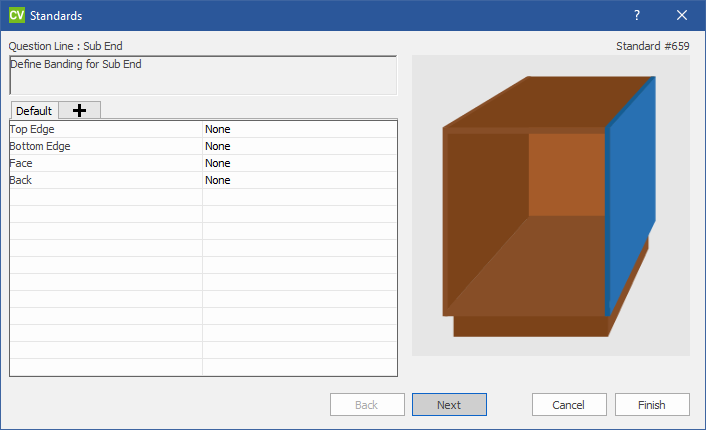 CV Standards ?
Question Line : Sub End Standard #659
Define Banding for Sub End
Default
Top Edge None
Bottom Edge None
Face None
Back None
Back Next Cancel Finish